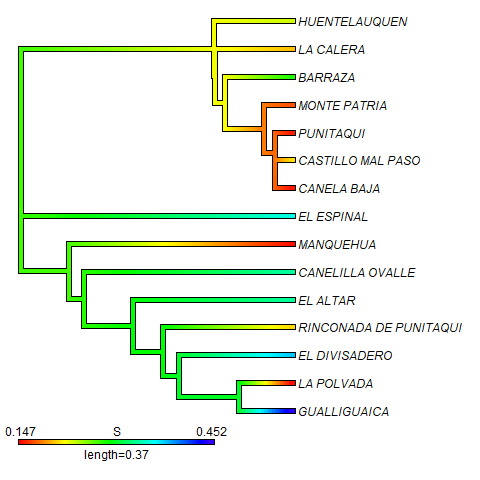 HUENTELAUQUEN
LA CALERA
BARRAZA
MONTE PATRIA
PUNITAQUI
CASTILLO MAL PASO
CANELA BAJA
EL ESPINAL
MANQUEHUA
CANELILLA OVALLE
EL ALTAR
RINCONADA DE PUNITAQUI
EL DIVISADERO
LA POLVADA
GUALLIGUAICA
0.147 S 0.452
length=0.37